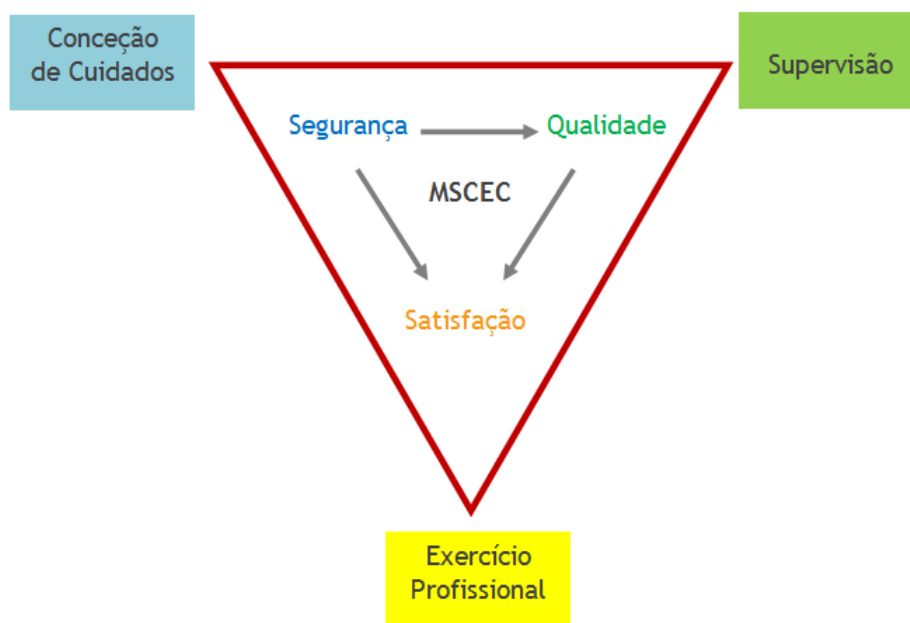 Conceção
de Cuidados
Supervisão
Segurança
Qualidade
MSCEC
Satisfação
Exercício
Profissional